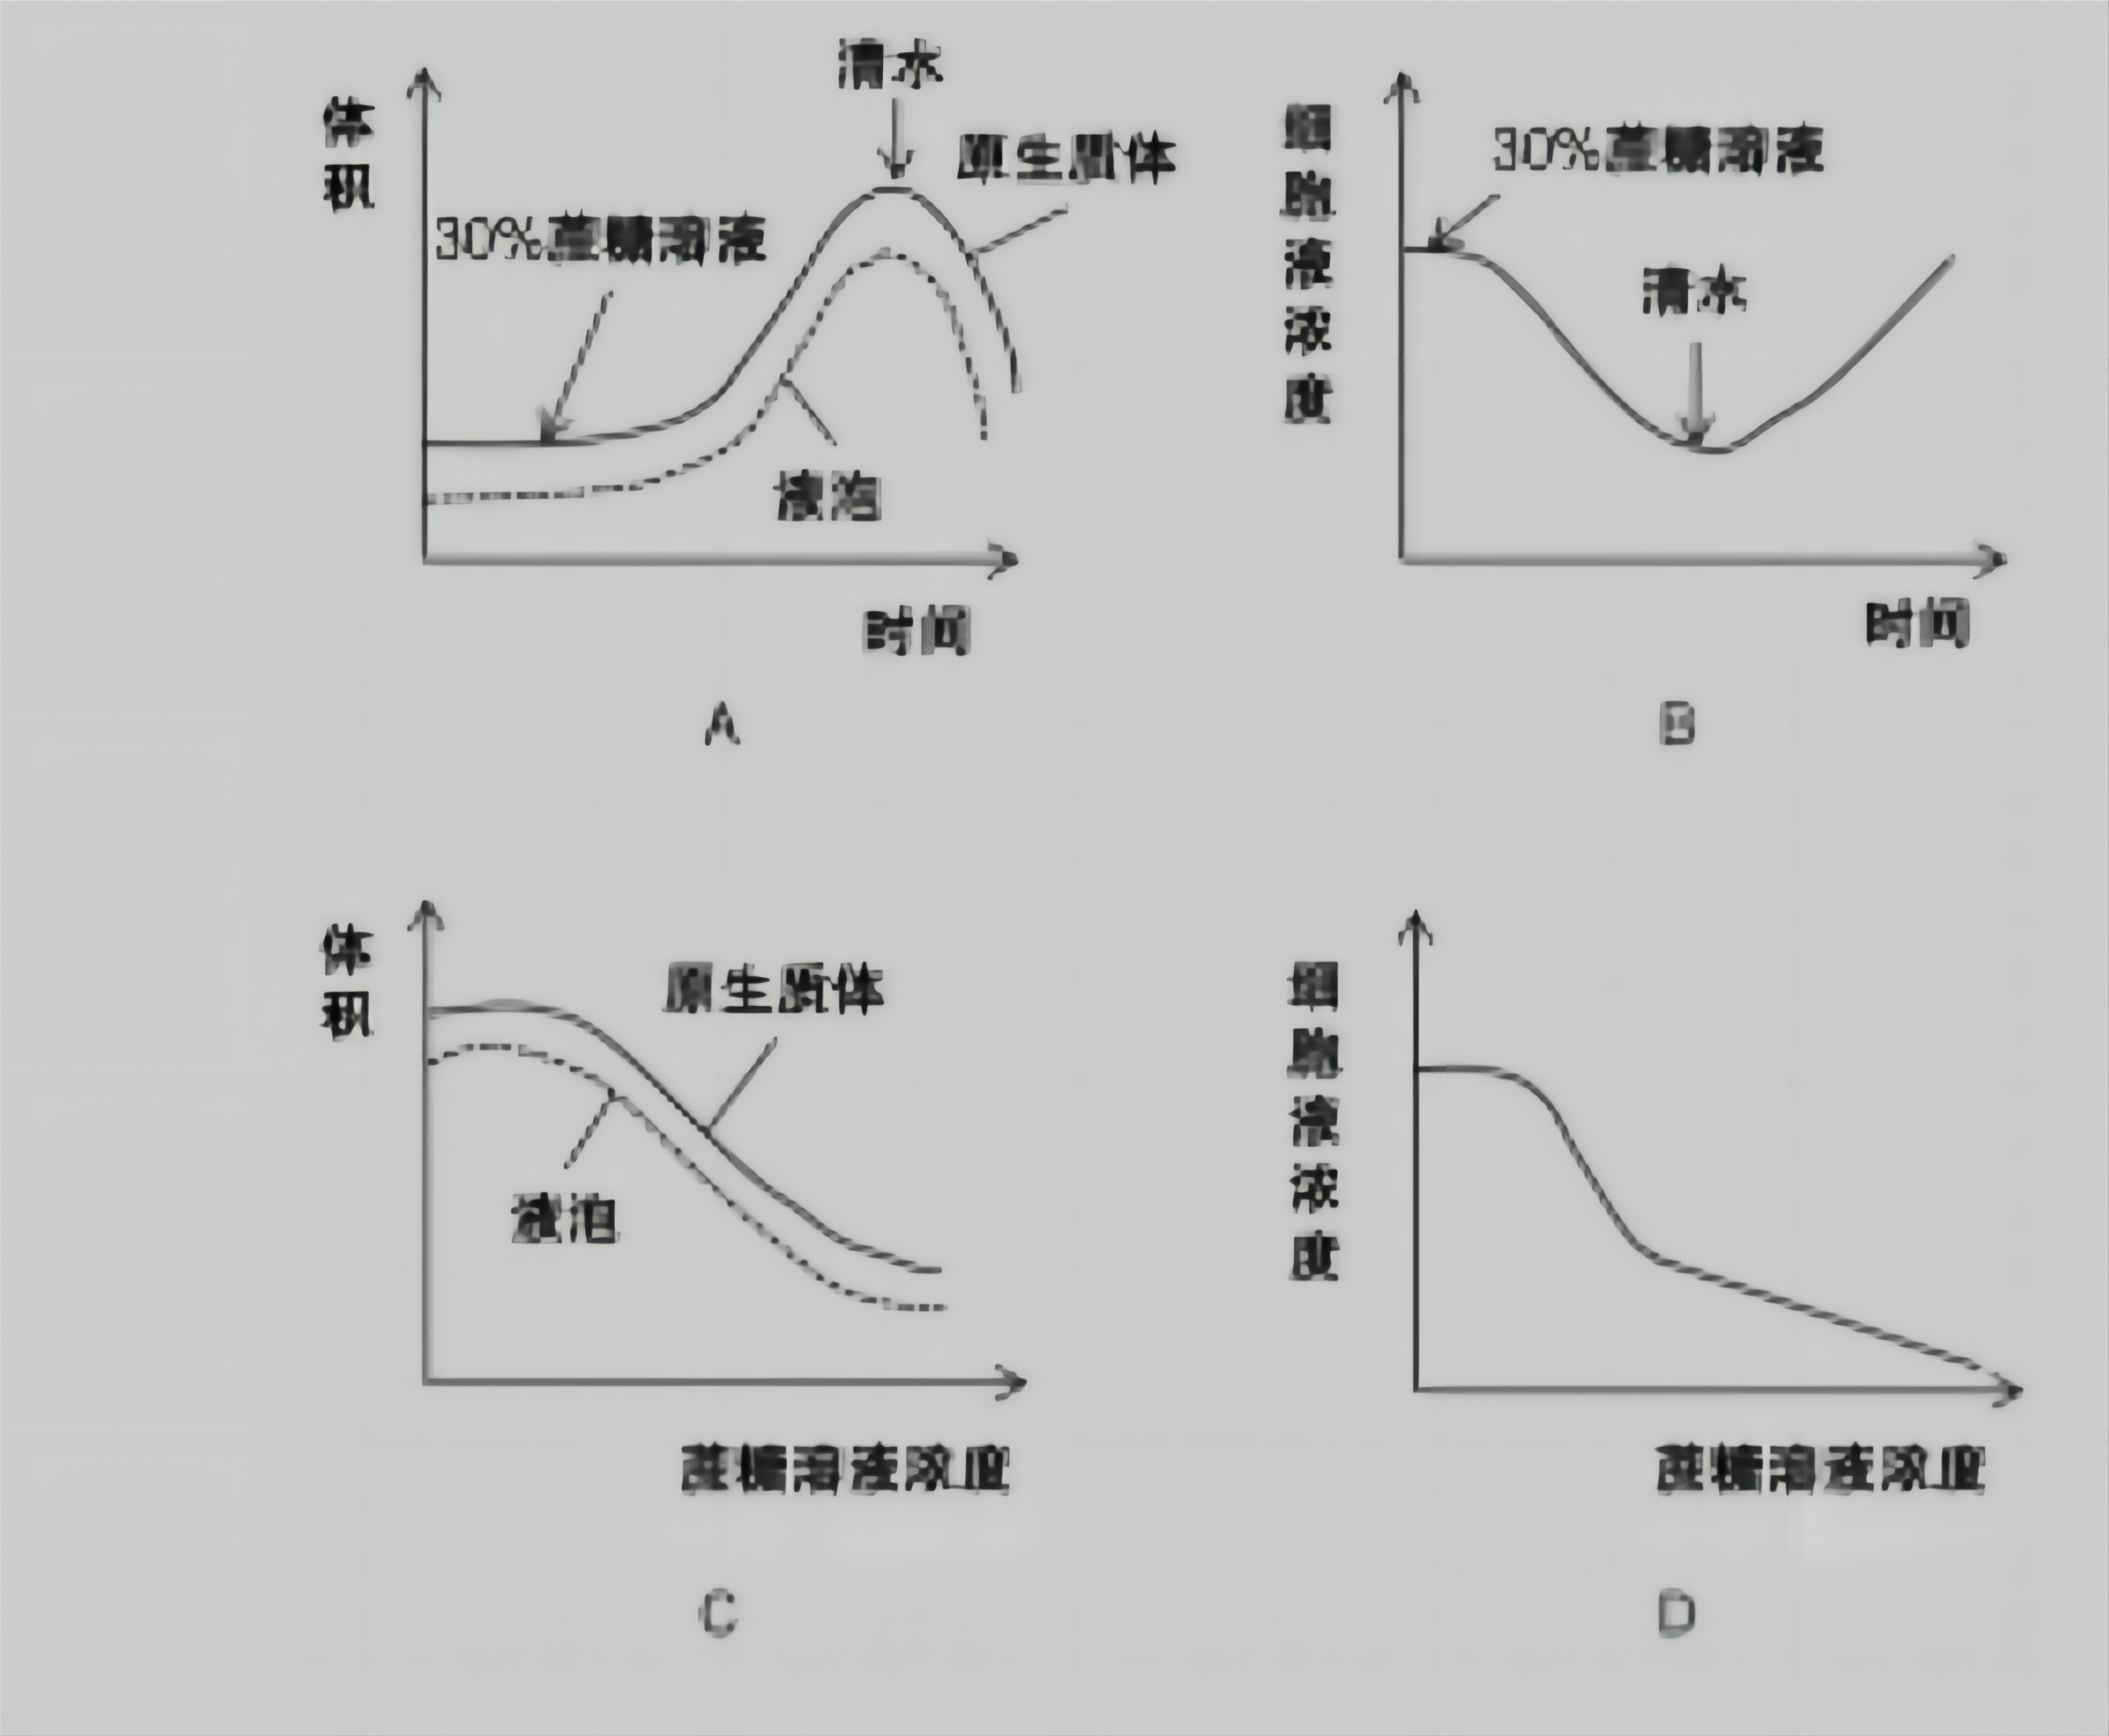 清水
体积
原生质体
30%蔗糖溶液
液泡
时间
A
细胞液浓度
30%蔗糖溶液
清水
时间
B
体积
原生质体
液泡
蔗糖溶液浓度
C
细胞液浓度
蔗糖溶液浓度
D